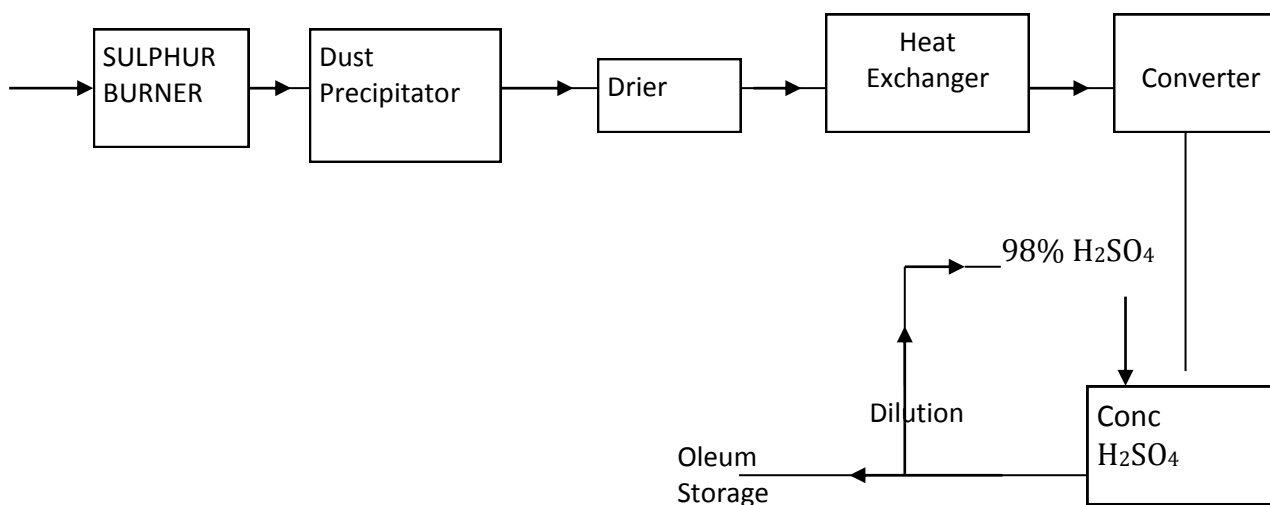 SULPHUR
BURNER
Dust
Precipitator
Drier
Heat
Exchanger
Converter
98% H₂SO₄
Dilution
Conc
H₂SO₄
Oleum
Storage